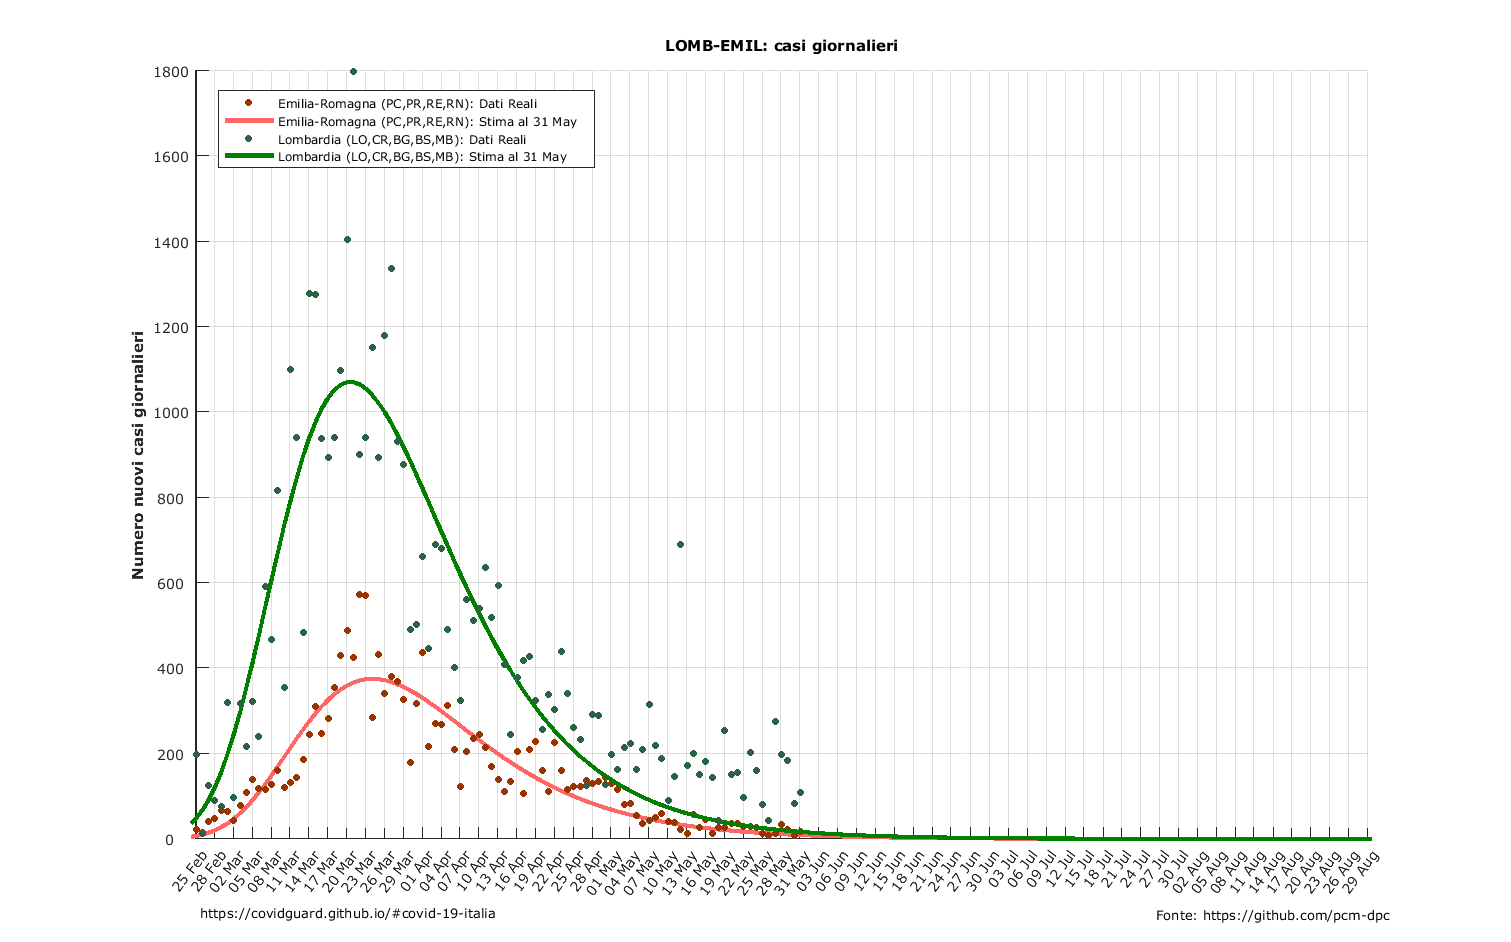 LOMB-EMIL: casi giornalieri
1800
1600
1400
1200
1000
800
600
400
200
0
Numero nuovi casi giornalieri
Emilia-Romagna (PC,PR,RE,RN): Dati Reali
Emilia-Romagna (PC,PR,RE,RN): Stima al 31 May
Lombardia (LO,CR,BG,BS,MB): Dati Reali
Lombardia (LO,CR,BG,BS,MB): Stima al 31 May
25 Feb
28 Feb
02 Mar
05 Mar
08 Mar
11 Mar
14 Mar
17 Mar
20 Mar
23 Mar
26 Mar
29 Mar
01 Apr
04 Apr
07 Apr
10 Apr
13 Apr
16 Apr
19 Apr
22 Apr
25 Apr
28 Apr
01 May
04 May
07 May
10 May
13 May
16 May
19 May
22 May
25 May
28 May
31 May
03 Jun
06 Jun
09 Jun
12 Jun
15 Jun
18 Jun
21 Jun
24 Jun
27 Jun
30 Jun
03 Jul
06 Jul
09 Jul
12 Jul
15 Jul
18 Jul
21 Jul
24 Jul
27 Jul
30 Jul
02 Aug
05 Aug
08 Aug
11 Aug
14 Aug
17 Aug
20 Aug
23 Aug
26 Aug
29 Aug
https://covidguard.github.io/#covid-19-italia
Fonte: https://github.com/pcm-dpc